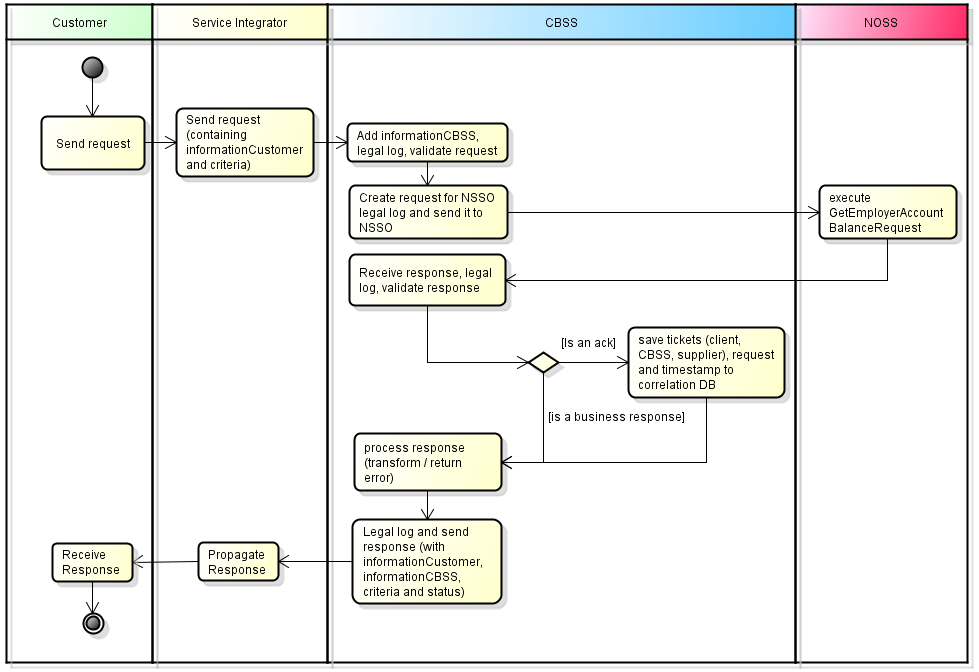 Customer
Service Integrator
CBSS
NOSS
Send request
Send request
(containing
informationCustomer
and criteria)
Add informationCBSS,
legal log, validate request
Create request for NSSO
legal log and send it to
NSSO
execute
GetEmployerAccount
BalanceRequest
Receive response, legal
log, validate response
[Is an ack]
save tickets (client,
CBSS, supplier), request
and timestamp to
correlation DB
[is a business response]
process response
(transform / return
error)
Legal log and send
response (with
informationCustomer,
informationCBSS,
criteria and status)
Propagate
Response
Receive
Response